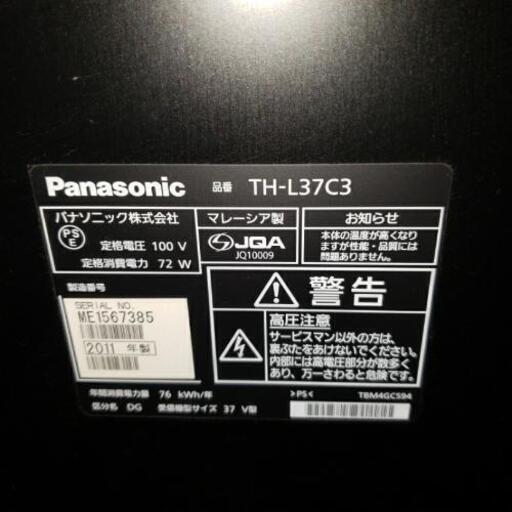 Panasonic 品番 TH-L37C3
パナソニック株式会社
PS
E
定格電圧 100 V
定格消費電力 72 W
マレーシア製
JQA
JQ10009
お知らせ
本体の温度が高くなり
ますが性能・品質には
問題ありません。
製造番号
SERIAL NO.
ME1567385
2011 年製
警告
高圧注意
サービスマン以外の方は、
裏ぶたをあけないでください。
内部には高電圧部分が数多く
あり、万一さわると危険です。
年間消費電力量 76 kWh/年
区分名 DG 受信機型サイズ 37 V型
>PS<
TBM4GC594